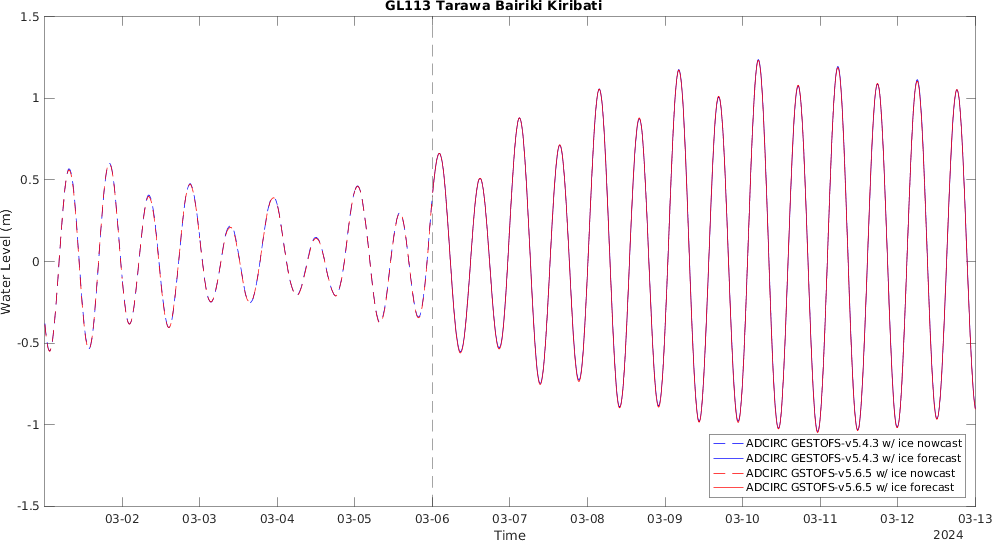 GL113 Tarawa Bairiki Kiribati
1.5
1
0.5
0
-0.5
-1
-1.5
Water Level (m)
ADCIRC GESTOFS-v5.4.3 w/ ice nowcast
ADCIRC GESTOFS-v5.4.3 w/ ice forecast
ADCIRC GSTOFS-v5.6.5 w/ ice nowcast
ADCIRC GSTOFS-v5.6.5 w/ ice forecast
03-02 03-03 03-04 03-05 03-06 03-07 03-08 03-09 03-10 03-11 03-12 03-13
Time
2024